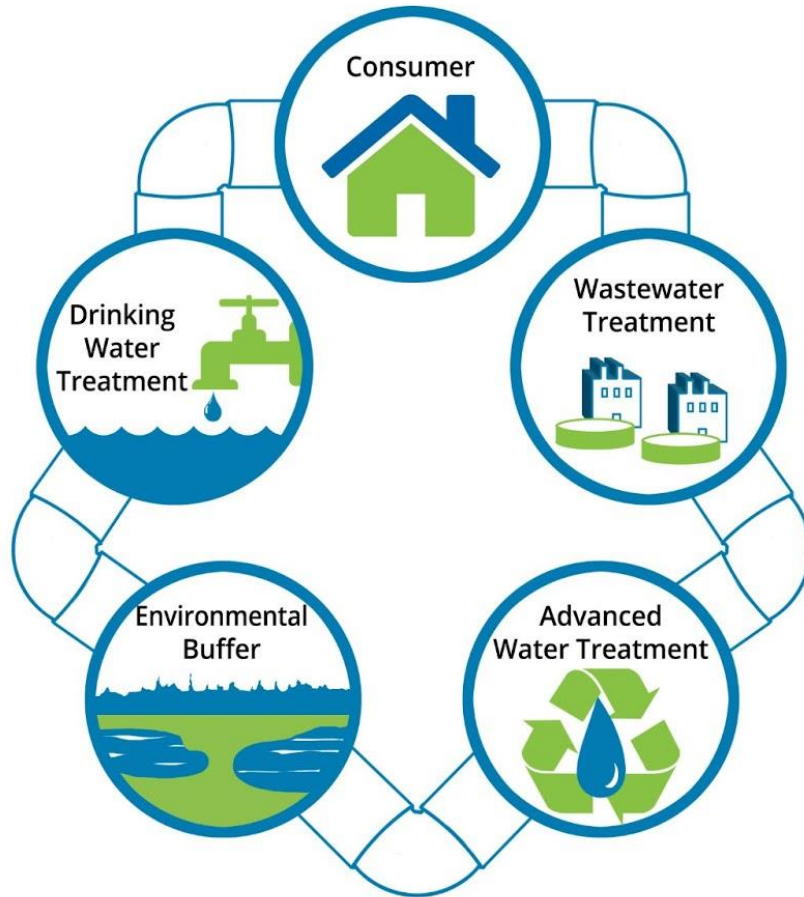 Consumer
Drinking
Water
Treatment
Wastewater
Treatment
Environmental
Buffer
Advanced
Water Treatment